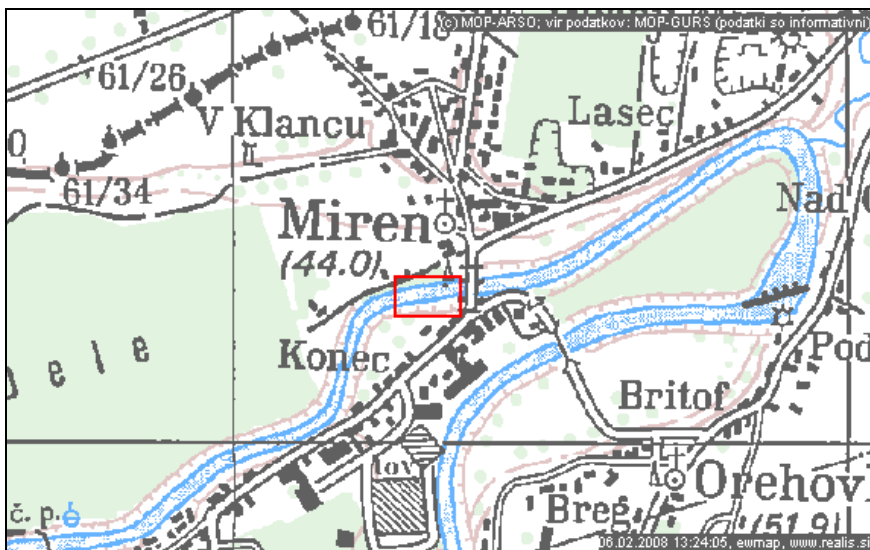 (c) MOP-ARSO; vir podatkov: MOP-GURS (podatki so informativni)
61/18
61/26
V Klancu
Lasec
61/34
Miren
(44.0)
Nad
Konec
dele
Pod
Britof
tov
Orehov
Breg
č. p.
(51.9)
06.02.2008 13:24:05, ewmap, www.realis.si